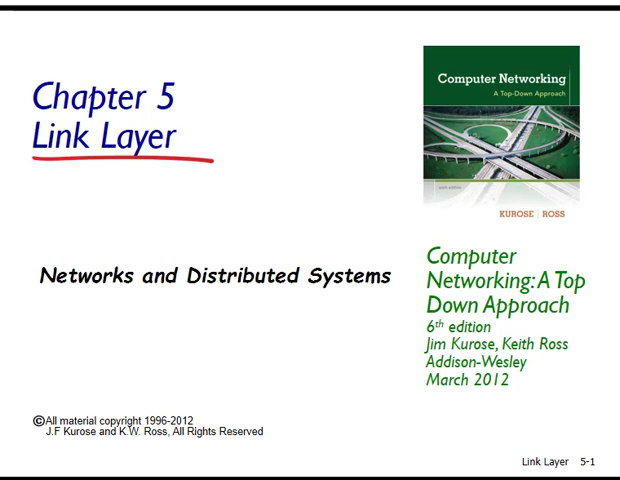 Chapter 5
Link Layer
Computer Networking
A Top-Down Approach
sixth edition
KUROSE | ROSS
Networks and Distributed Systems
Computer
Networking: A Top
Down Approach
6th edition
Jim Kurose, Keith Ross
Addison-Wesley
March 2012
©All material copyright 1996-2012
J.F Kurose and K.W. Ross, All Rights Reserved
Link Layer 5-1